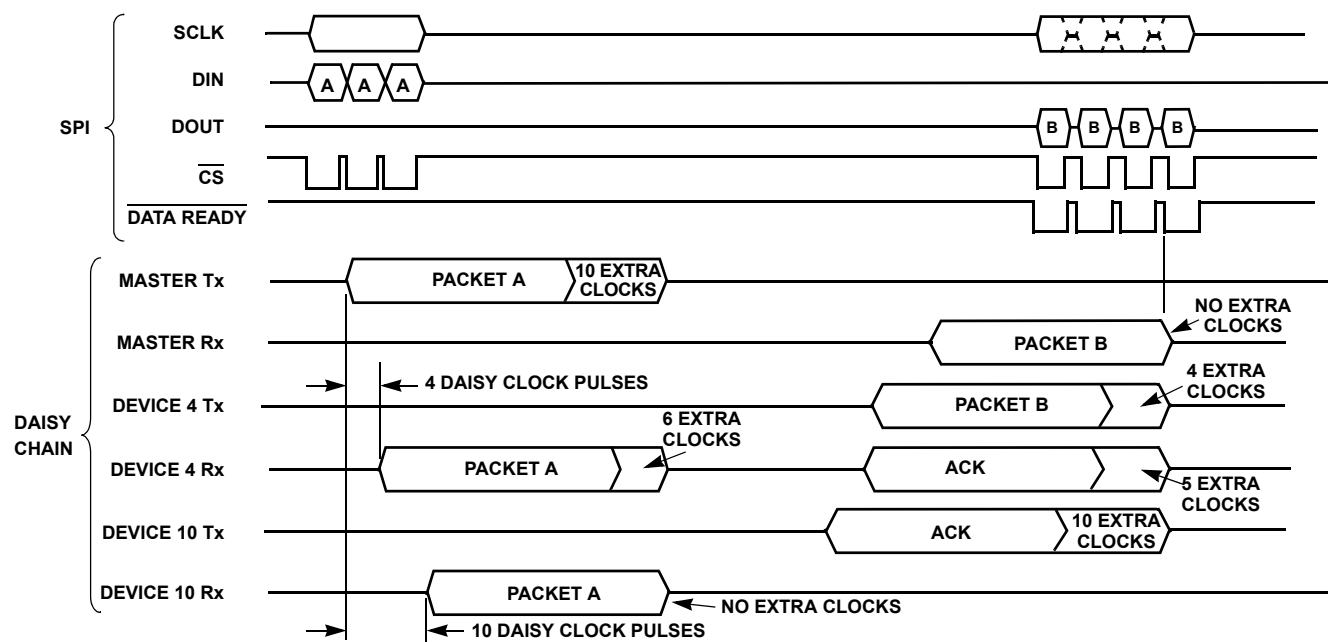 SPI
SCLK
DIN
A A A
DOUT
B B B B
CS
DATA READY
DAISY
CHAIN
MASTER Tx
PACKET A
10 EXTRA
CLOCKS
MASTER Rx
PACKET B
NO EXTRA
CLOCKS
4 DAISY CLOCK PULSES
DEVICE 4 Tx
PACKET B
4 EXTRA
CLOCKS
DEVICE 4 Rx
PACKET A
6 EXTRA
CLOCKS
ACK
5 EXTRA
CLOCKS
DEVICE 10 Tx
ACK
10 EXTRA
CLOCKS
DEVICE 10 Rx
PACKET A
NO EXTRA CLOCKS
10 DAISY CLOCK PULSES